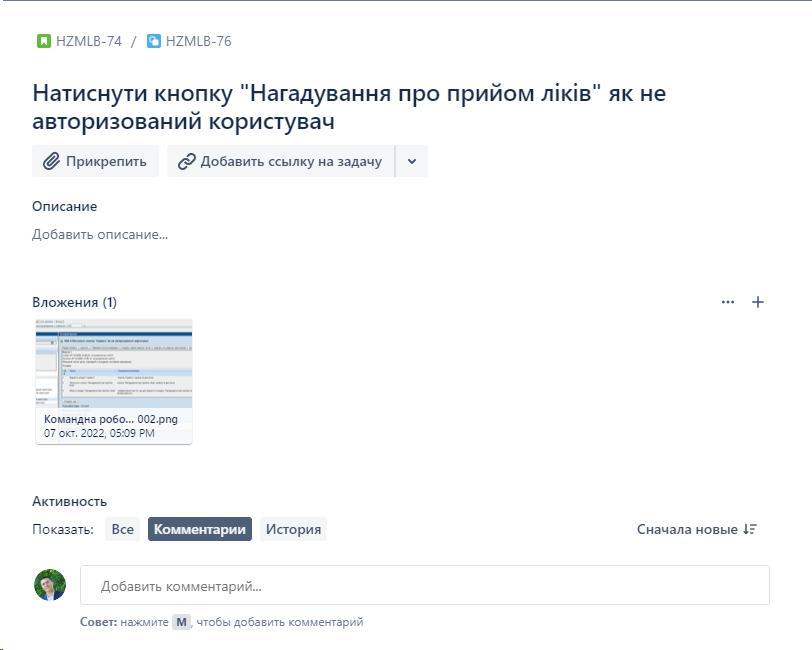 HZMLB-74 / HZMLB-76
Натиснути кнопку "Нагадування про прийом ліків" як не
авторизований користувач
Прикрепить
Добавить ссылку на задачу
Описание
Добавить описание...
Вложения (1)
Командна робо... 002.png
07 окт. 2022, 05:09 PM
Активность
Показать: Все Комментарии История Сначала новые
Добавить комментарий...
Совет: нажмите M, чтобы добавить комментарий